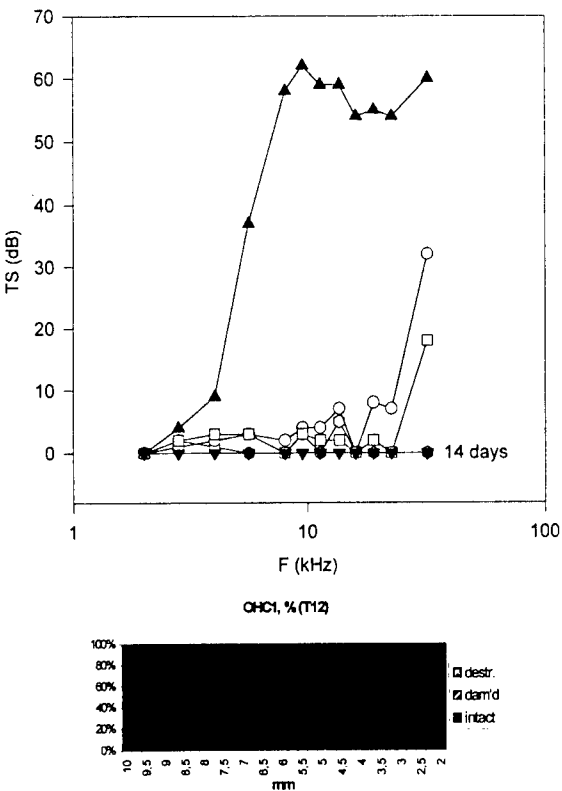 70
60
50
40
30
20
10
0
TS (dB)
14 days
1 10 100
F (kHz)
OHC1, % (T12)
100%
80%
60%
40%
20%
0%
destr.
dam'd
intact
10 9,5 9 8,5 8 7,5 7 6,5 6 5,5 5 4,5 4 3,5 3 2,5 2
mm